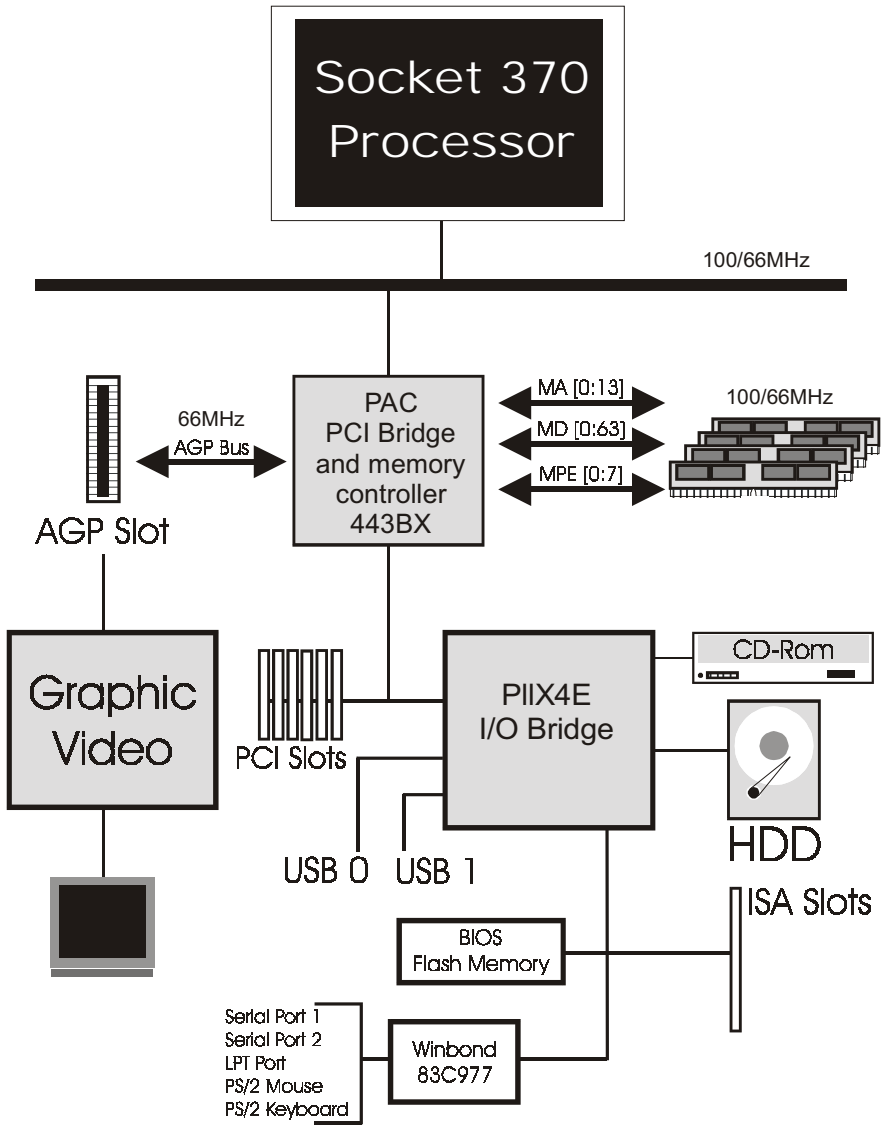 Socket 370
Processor
100/66MHz
PAC
PCI Bridge
and memory
controller
443BX
66MHz
AGP Bus
AGP Slot
MA [0:13]
MD [0:63]
MPE [0:7]
100/66MHz
Graphic
Video
PCI Slots
PIIX4E
I/O Bridge
CD-Rom
HDD
USB 0
USB 1
ISA Slots
BIOS
Flash Memory
Serial Port 1
Serial Port 2
LPT Port
PS/2 Mouse
PS/2 Keyboard
Winbond
83C977